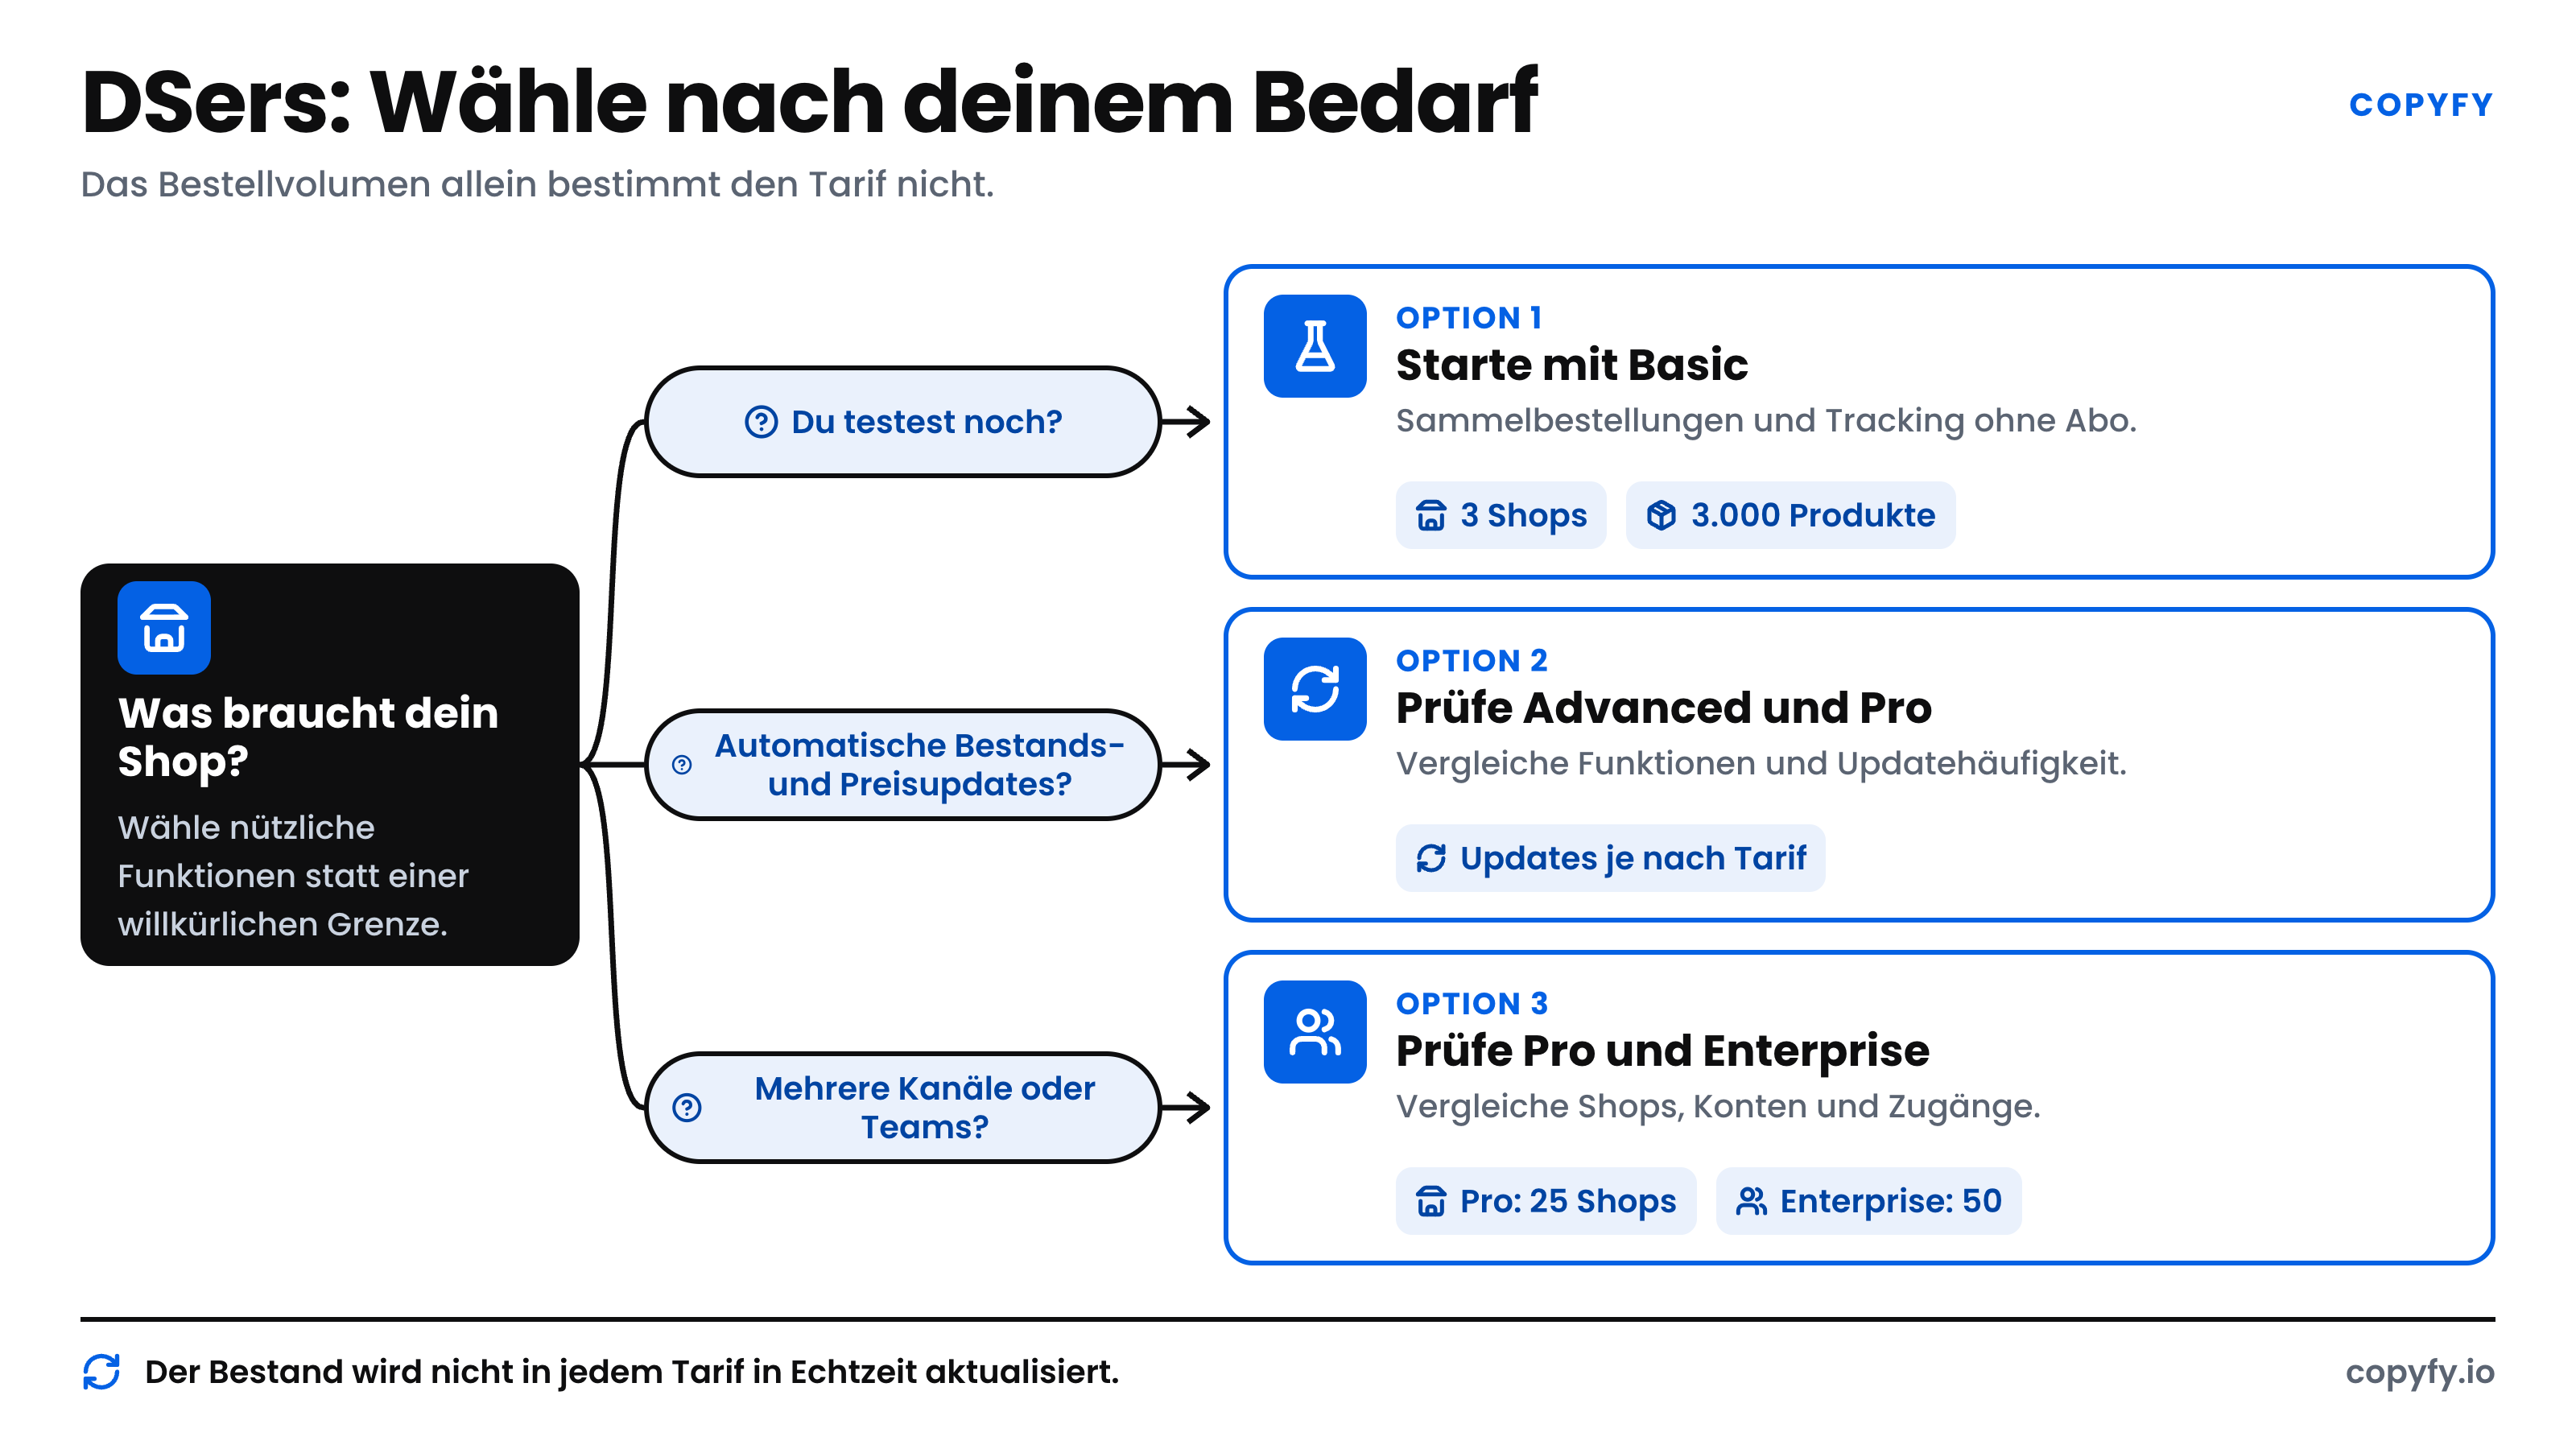 DSers: Wähle nach deinem Bedarf
COPYFY
Das Bestellvolumen allein bestimmt den Tarif nicht.
Was braucht dein
Shop?
Wähle nützliche
Funktionen statt einer
willkürlichen Grenze.
Du testest noch?
OPTION 1
Starte mit Basic
Sammelbestellungen und Tracking ohne Abo.
3 Shops
3.000 Produkte
Automatische Bestands-
und Preisupdates?
OPTION 2
Prüfe Advanced und Pro
Vergleiche Funktionen und Updatehäufigkeit.
Updates je nach Tarif
Mehrere Kanäle oder
Teams?
OPTION 3
Prüfe Pro und Enterprise
Vergleiche Shops, Konten und Zugänge.
Pro: 25 Shops
Enterprise: 50
Der Bestand wird nicht in jedem Tarif in Echtzeit aktualisiert.
copyfy.io